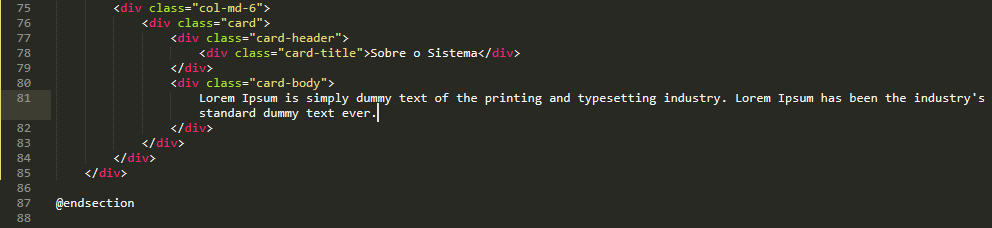 75 <div class="col-md-6">
76 <div class="card">
77 <div class="card-header">
78 <div class="card-title">Sobre o Sistema</div>
79 </div>
80 <div class="card-body">
81 Lorem Ipsum is simply dummy text of the printing and typesetting industry. Lorem Ipsum has been the industry's
standard dummy text ever.
82 </div>
83 </div>
84 </div>
85 </div>
86
87 @endsection
88